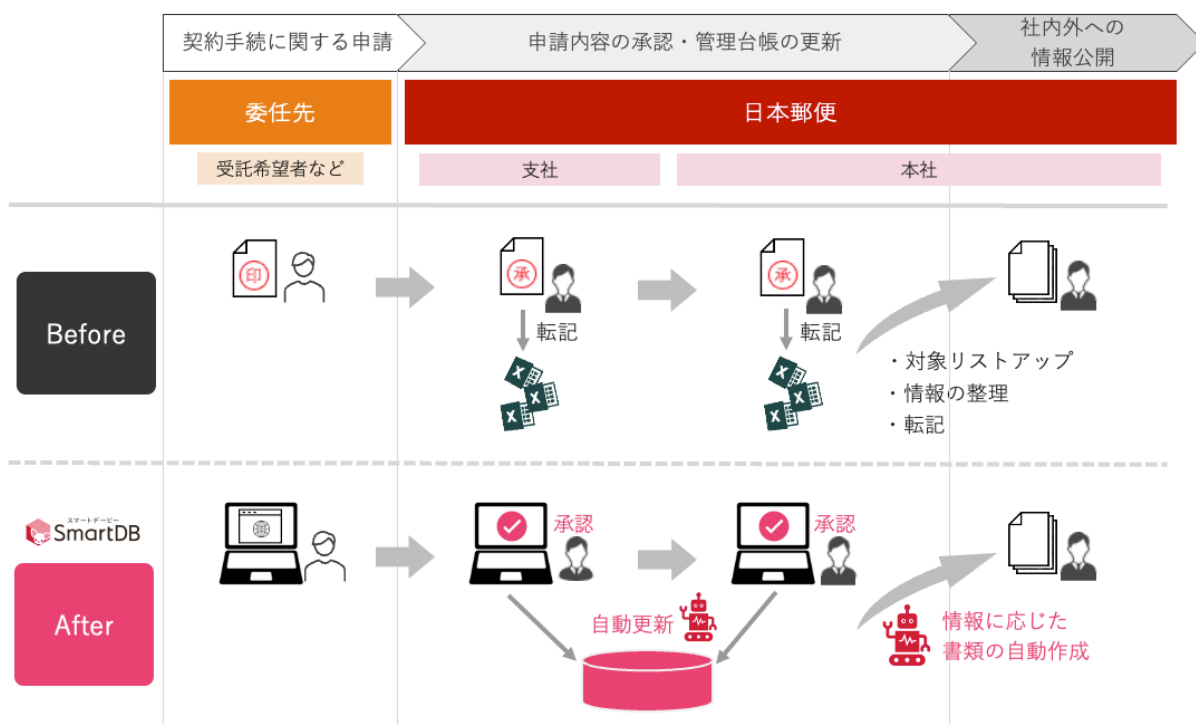 契約手続に関する申請
申請内容の承認・管理台帳の更新
社内外への
情報公開
委任先
日本郵便
受託希望者など
支社
本社
Before
印
承
承
転記
転記
X
X
X
X
X
X
・対象リストアップ
・情報の整理
・転記
スマートデービー
SmartDB
After
承認
承認
自動更新
情報に応じた
書類の自動作成